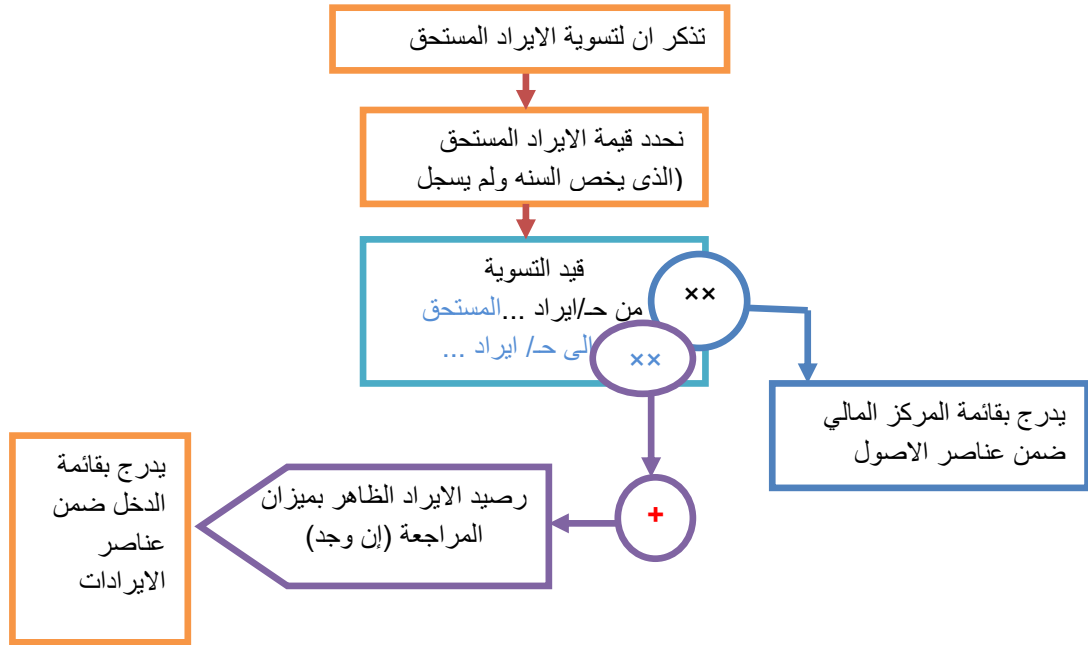 تذكر ان لتسوية الايراد المستحق
نحدد قيمة الايراد المستحق
(الذى يخص السنه ولم يسجل
قيد التسوية
×× من حـ/ايراد ...المستحق
×× الى حـ/ ايراد ...
يدرج بقائمة المركز المالي
ضمن عناصر الاصول
+
رصيد الايراد الظاهر بميزان
المراجعة (إن وجد)
يدرج بقائمة
الدخل ضمن
عناصر
الايرادات